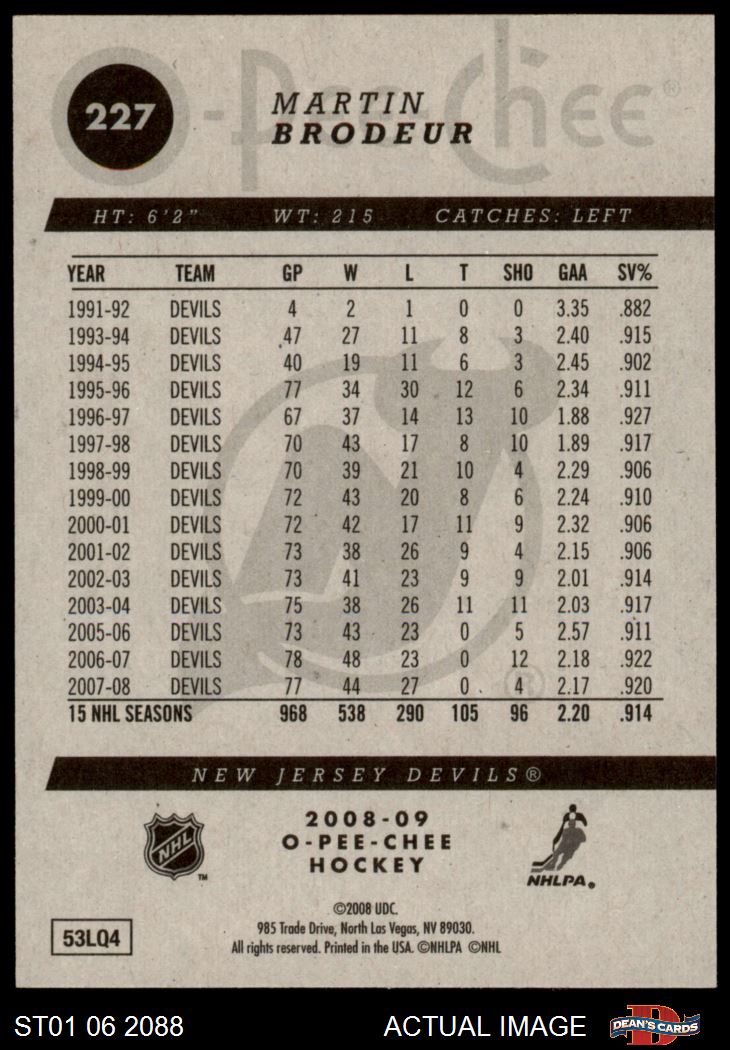 O-Pee-Chee®
227
MARTIN
BRODEUR
HT: 6'2" WT: 215 CATCHES: LEFT
YEAR TEAM GP W L T SHO GAA SV%
1991-92 DEVILS 4 2 1 0 0 3.35 .882
1993-94 DEVILS 47 27 11 8 3 2.40 .915
1994-95 DEVILS 40 19 11 6 3 2.45 .902
1995-96 DEVILS 77 34 30 12 6 2.34 .911
1996-97 DEVILS 67 37 14 13 10 1.88 .927
1997-98 DEVILS 70 43 17 8 10 1.89 .917
1998-99 DEVILS 70 39 21 10 4 2.29 .906
1999-00 DEVILS 72 43 20 8 6 2.24 .910
2000-01 DEVILS 72 42 17 11 9 2.32 .906
2001-02 DEVILS 73 38 26 9 4 2.15 .906
2002-03 DEVILS 73 41 23 9 9 2.01 .914
2003-04 DEVILS 75 38 26 11 11 2.03 .917
2005-06 DEVILS 73 43 23 0 5 2.57 .911
2006-07 DEVILS 78 48 23 0 12 2.18 .922
2007-08 DEVILS 77 44 27 0 4 2.17 .920
15 NHL SEASONS 968 538 290 105 96 2.20 .914
NEW JERSEY DEVILS®
NHL ™
2008-09
O-PEE-CHEE
HOCKEY
NHLPA®
©2008 UDC.
985 Trade Drive, North Las Vegas, NV 89030.
All rights reserved. Printed in the USA. ©NHLPA ©NHL
53LQ4
ST01 06 2088 ACTUAL IMAGE
D
DEAN'S CARDS